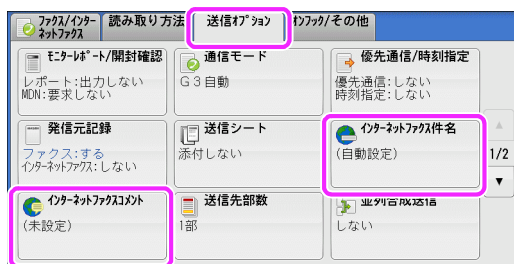 ファクス/インター
ネットファクス
読み取り方法
送信オプション
オンフック/その他
モニターレポート/開封確認
レポート:出力しない
MDN:要求しない
通信モード
G3自動
優先通信/時刻指定
優先通信:しない
時刻指定:しない
発信元記録
ファクス:する
インターネットファクス:しない
送信シート
添付しない
インターネットファクス件名
(自動設定)
1/2
インターネットファクスコメント
(未設定)
送信先部数
1部
並列合成送信
しない